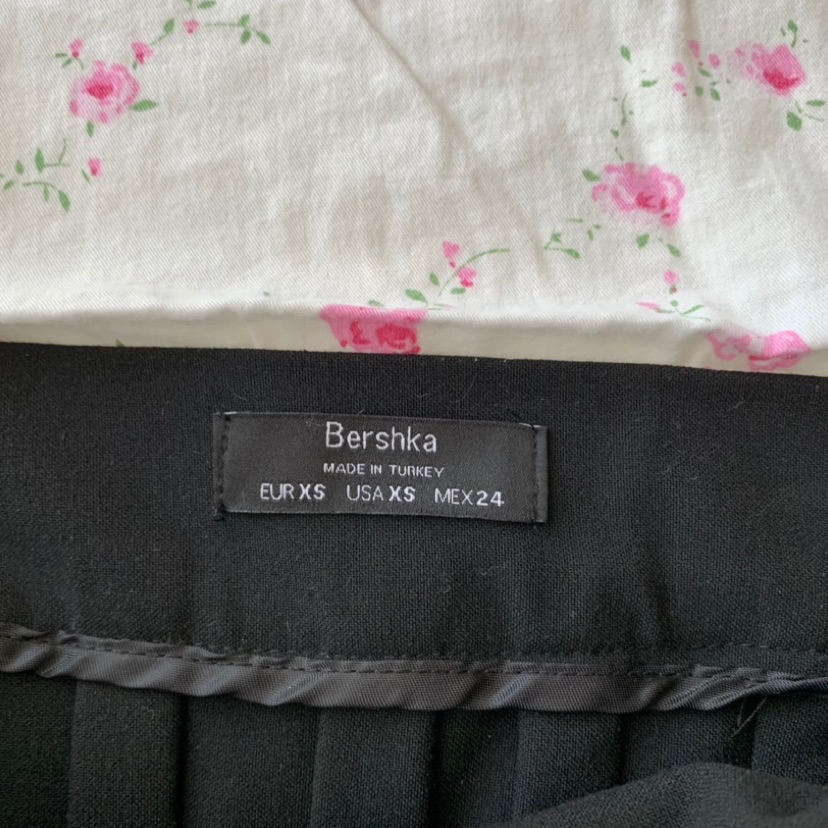 Bershka
MADE IN TURKEY
EUR XS USA XS MEX 24